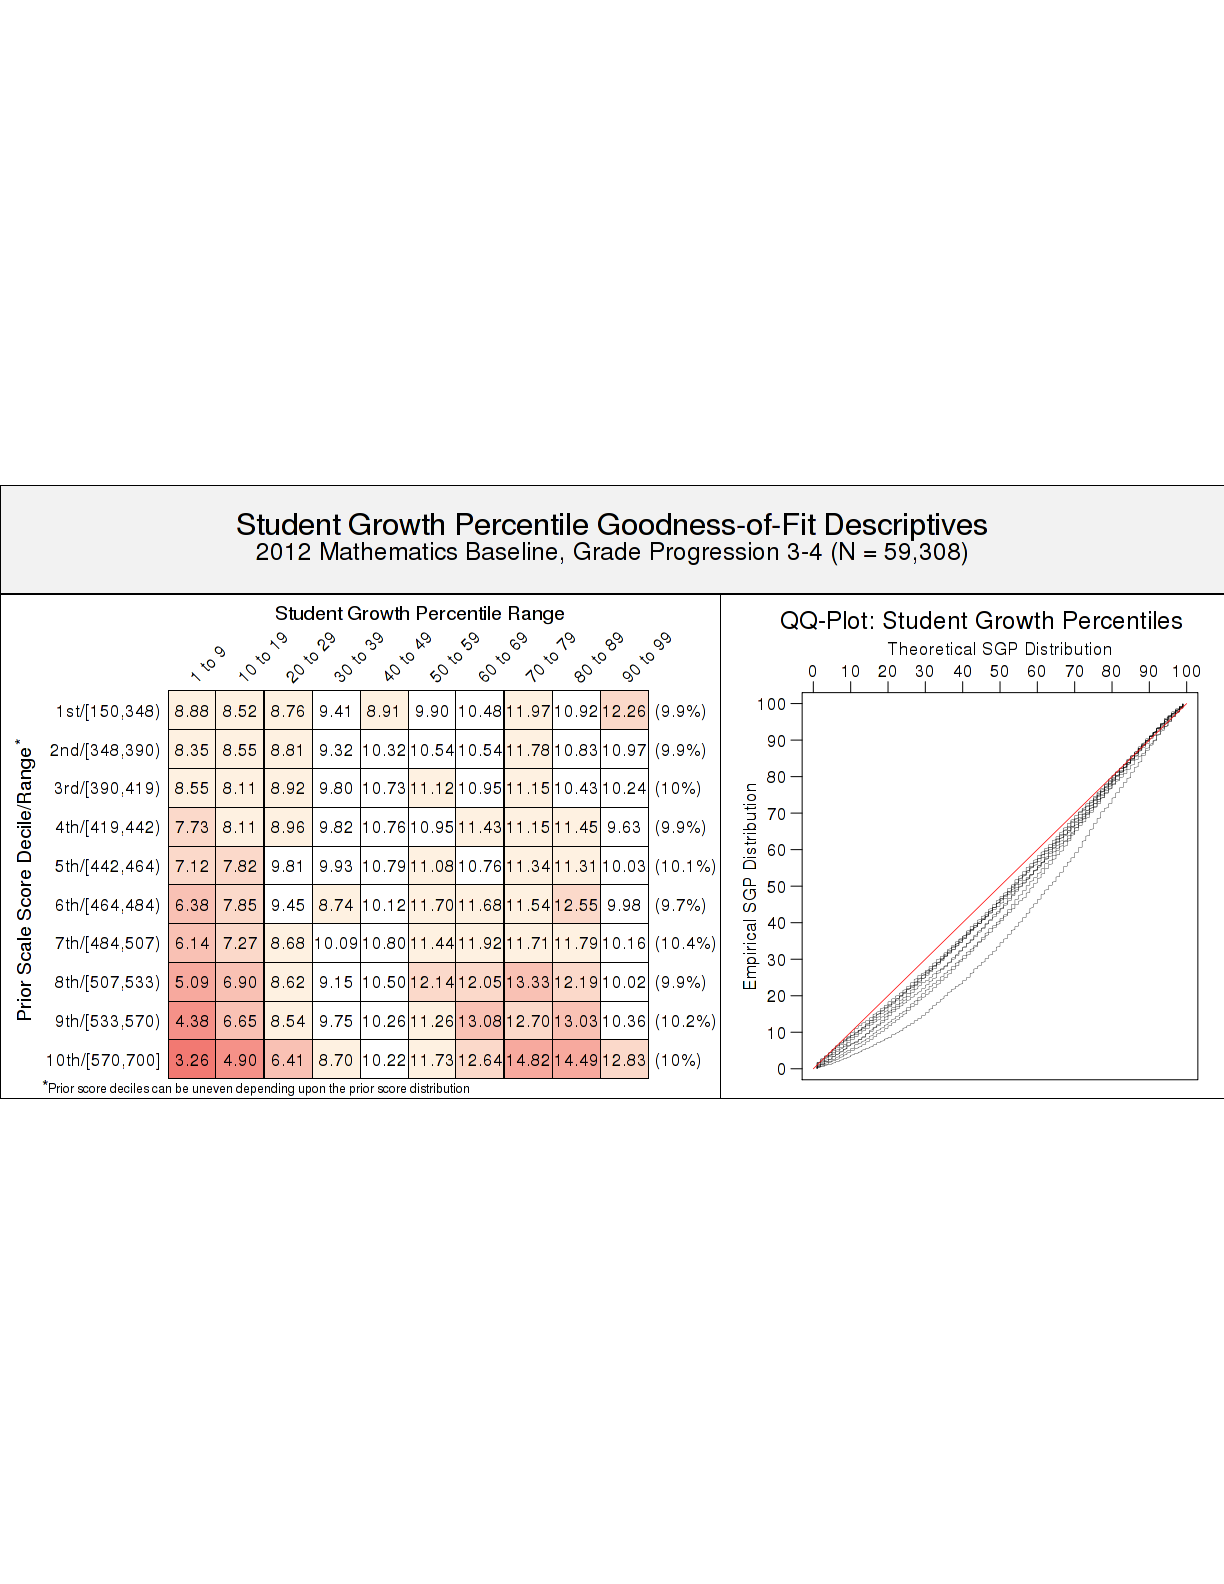 Student Growth Percentile Goodness-of-Fit Descriptives
2012 Mathematics Baseline, Grade Progression 3-4 (N = 59,308)
Student Growth Percentile Range
1 to 9 10 to 19 20 to 29 30 to 39 40 to 49 50 to 59 60 to 69 70 to 79 80 to 89 90 to 99
Prior Scale Score Decile/Range*
1st/[150,348) 8.88 8.52 8.76 9.41 8.91 9.90 10.48 11.97 10.92 12.26 (9.9%)
2nd/[348,390) 8.35 8.55 8.81 9.32 10.32 10.54 10.54 11.78 10.83 10.97 (9.9%)
3rd/[390,419) 8.55 8.11 8.92 9.80 10.73 11.12 10.95 11.15 10.43 10.24 (10%)
4th/[419,442) 7.73 8.11 8.96 9.82 10.76 10.95 11.43 11.15 11.45 9.63 (9.9%)
5th/[442,464) 7.12 7.82 9.81 9.93 10.79 11.08 10.76 11.34 11.31 10.03 (10.1%)
6th/[464,484) 6.38 7.85 9.45 8.74 10.12 11.70 11.68 11.54 12.55 9.98 (9.7%)
7th/[484,507) 6.14 7.27 8.68 10.09 10.80 11.44 11.92 11.71 11.79 10.16 (10.4%)
8th/[507,533) 5.09 6.90 8.62 9.15 10.50 12.14 12.05 13.33 12.19 10.02 (9.9%)
9th/[533,570) 4.38 6.65 8.54 9.75 10.26 11.26 13.08 12.70 13.03 10.36 (10.2%)
10th/[570,700] 3.26 4.90 6.41 8.70 10.22 11.73 12.64 14.82 14.49 12.83 (10%)
*Prior score deciles can be uneven depending upon the prior score distribution
QQ-Plot: Student Growth Percentiles
Theoretical SGP Distribution
0 10 20 30 40 50 60 70 80 90 100
Empirical SGP Distribution
100
90
80
70
60
50
40
30
20
10
0